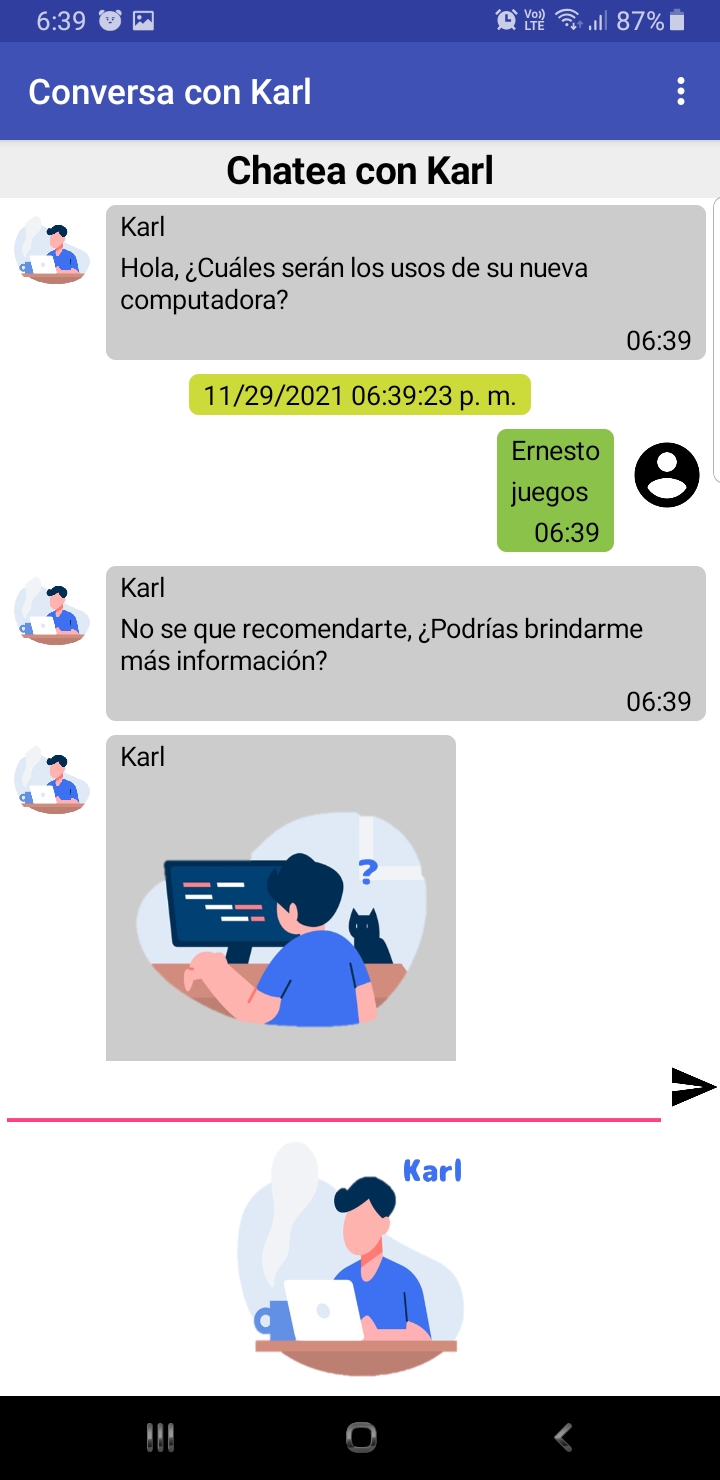 6:39
Vo)) LTE
87%
Conversa con Karl
Chatea con Karl
Karl
Hola, ¿Cuáles serán los usos de su nueva
computadora?
06:39
11/29/2021 06:39:23 p. m.
Ernesto
juegos
06:39
Karl
No se que recomendarte, ¿Podrías brindarme
más información?
06:39
Karl
?
Karl